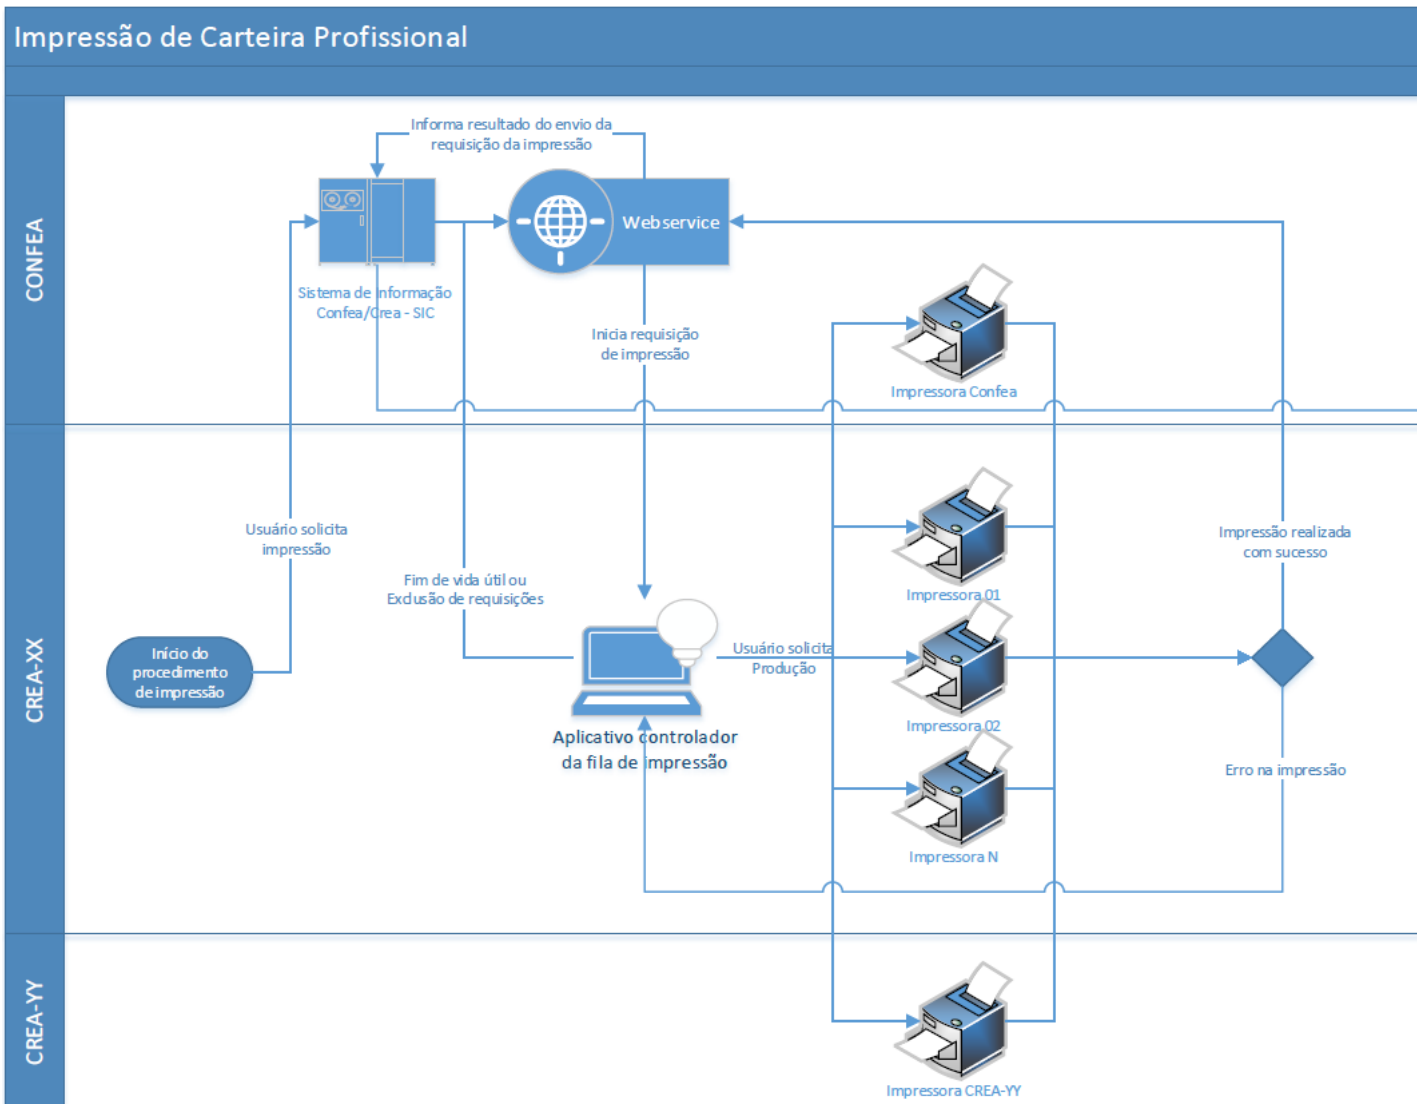 Impressão de Carteira Profissional
CONFEA
Informa resultado do envio da
requisição da impressão
Webservice
Sistema de Informação
Confea/Crea - SIC
Inicia requisição
de impressão
Impressora Confea
CREA-XX
Usuário solicita
impressão
Fim de vida útil ou
Exclusão de requisições
Início do
procedimento
de impressão
Aplicativo controlador
da fila de impressão
Usuário solicita
Produção
Impressora 01
Impressora 02
Impressora N
Impressão realizada
com sucesso
Erro na impressão
CREA-YY
Impressora CREA-YY